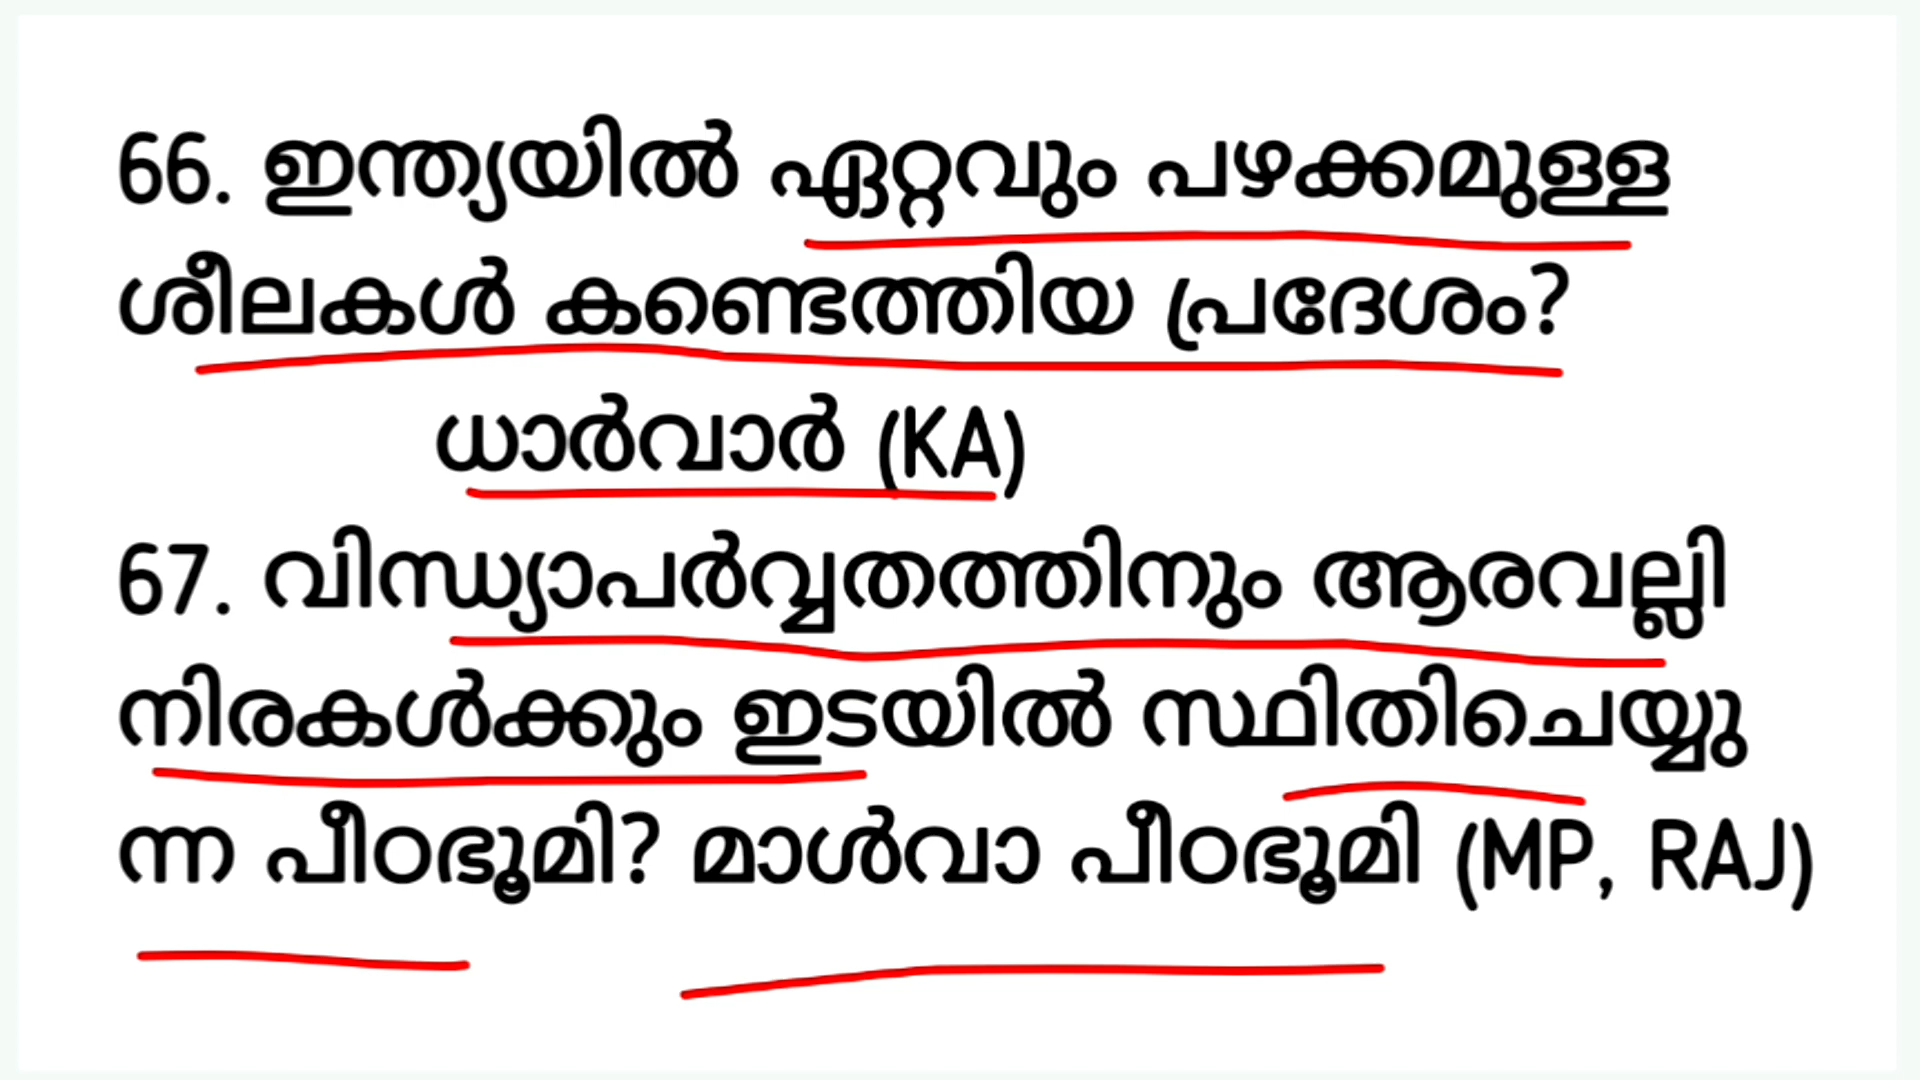 66. ഇന്ത്യയിൽ ഏറ്റവും പഴക്കമുള്ള
ശീലകൾ കണ്ടെത്തിയ പ്രദേശം?
ധാർവാർ (KA)
67. വിന്ധ്യാപർവ്വതത്തിനും ആരവല്ലി
നിരകൾക്കും ഇടയിൽ സ്ഥിതിചെയ്യു
ന്ന പീഠഭൂമി? മാൾവാ പീഠഭൂമി (MP, RAJ)